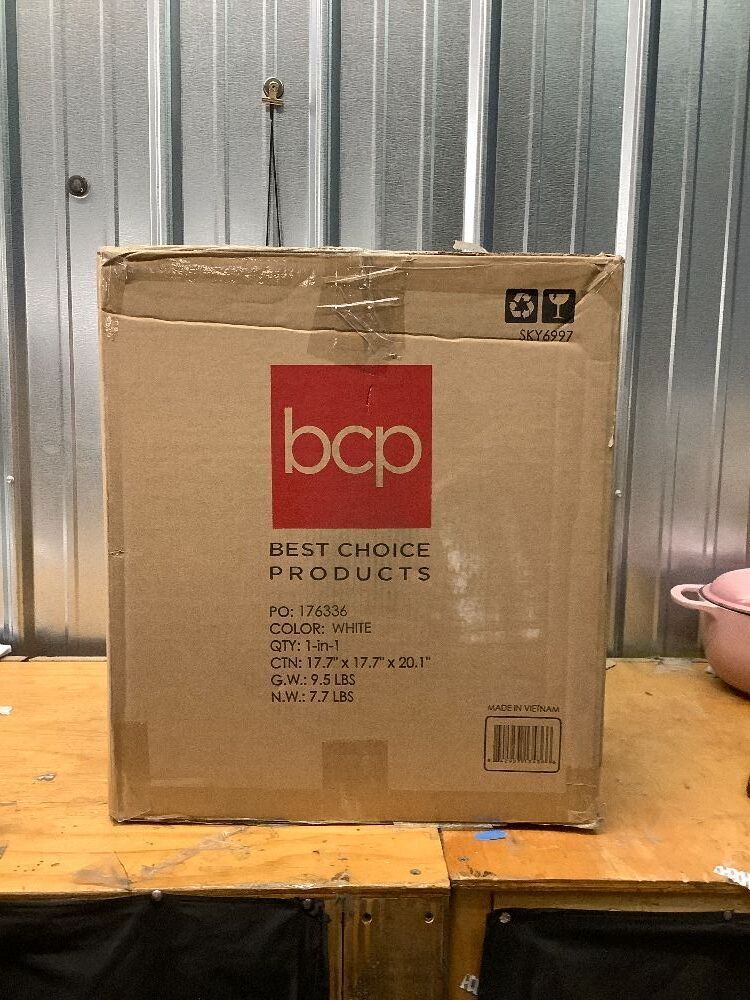 SKY6997
bcp
BEST CHOICE
PRODUCTS
PO: 176336
COLOR: WHITE
QTY: 1-in-1
CTN: 17.7" x 17.7" x 20.1"
G.W.: 9.5 LBS
N.W.: 7.7 LBS
MADE IN VIETNAM